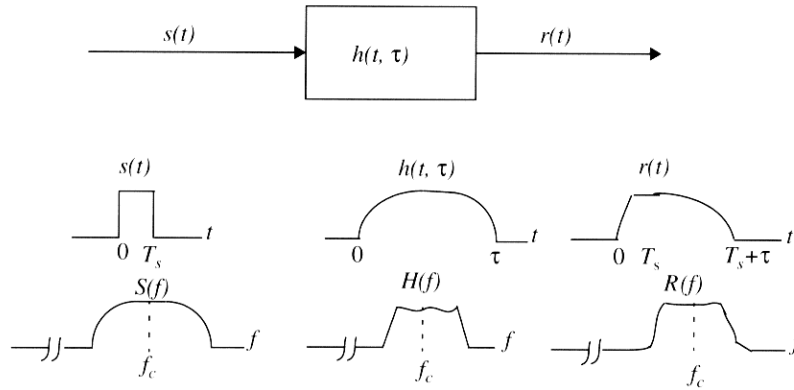 s(t)
h(t, τ)
r(t)
s(t)
h(t, τ)
r(t)
0 T_s t
0 τ t
0 T_s T_s+τ t
S(f)
H(f)
R(f)
f
f
f
f_c
f_c
f_c